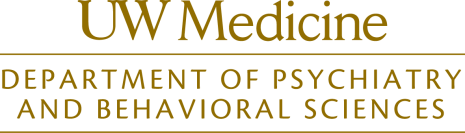 UW Medicine
DEPARTMENT OF PSYCHIATRY
AND BEHAVIORAL SCIENCES